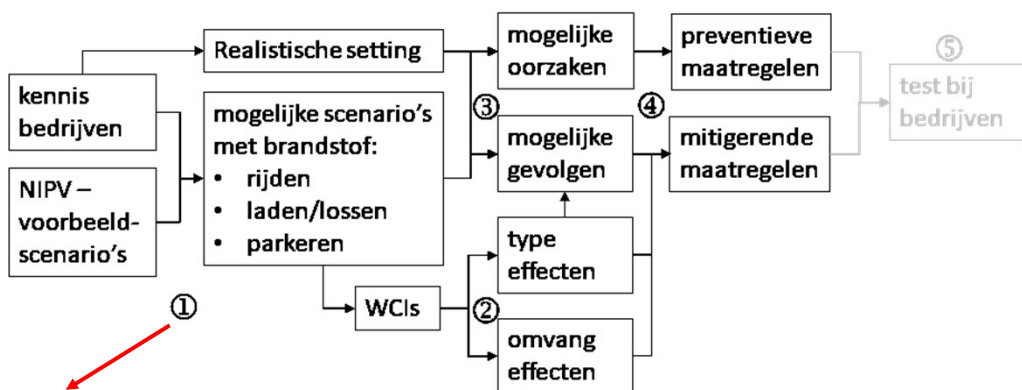 Realistische setting
kennis
bedrijven
NIPV –
voorbeeld-
scenario's
mogelijke scenario's
met brandstof:
• rijden
• laden/lossen
• parkeren
WCIs
mogelijke
oorzaken
③
mogelijke
gevolgen
type
effecten
②
omvang
effecten
①
preventieve
maatregelen
④
mitigerende
maatregelen
⑤
test bij
bedrijven